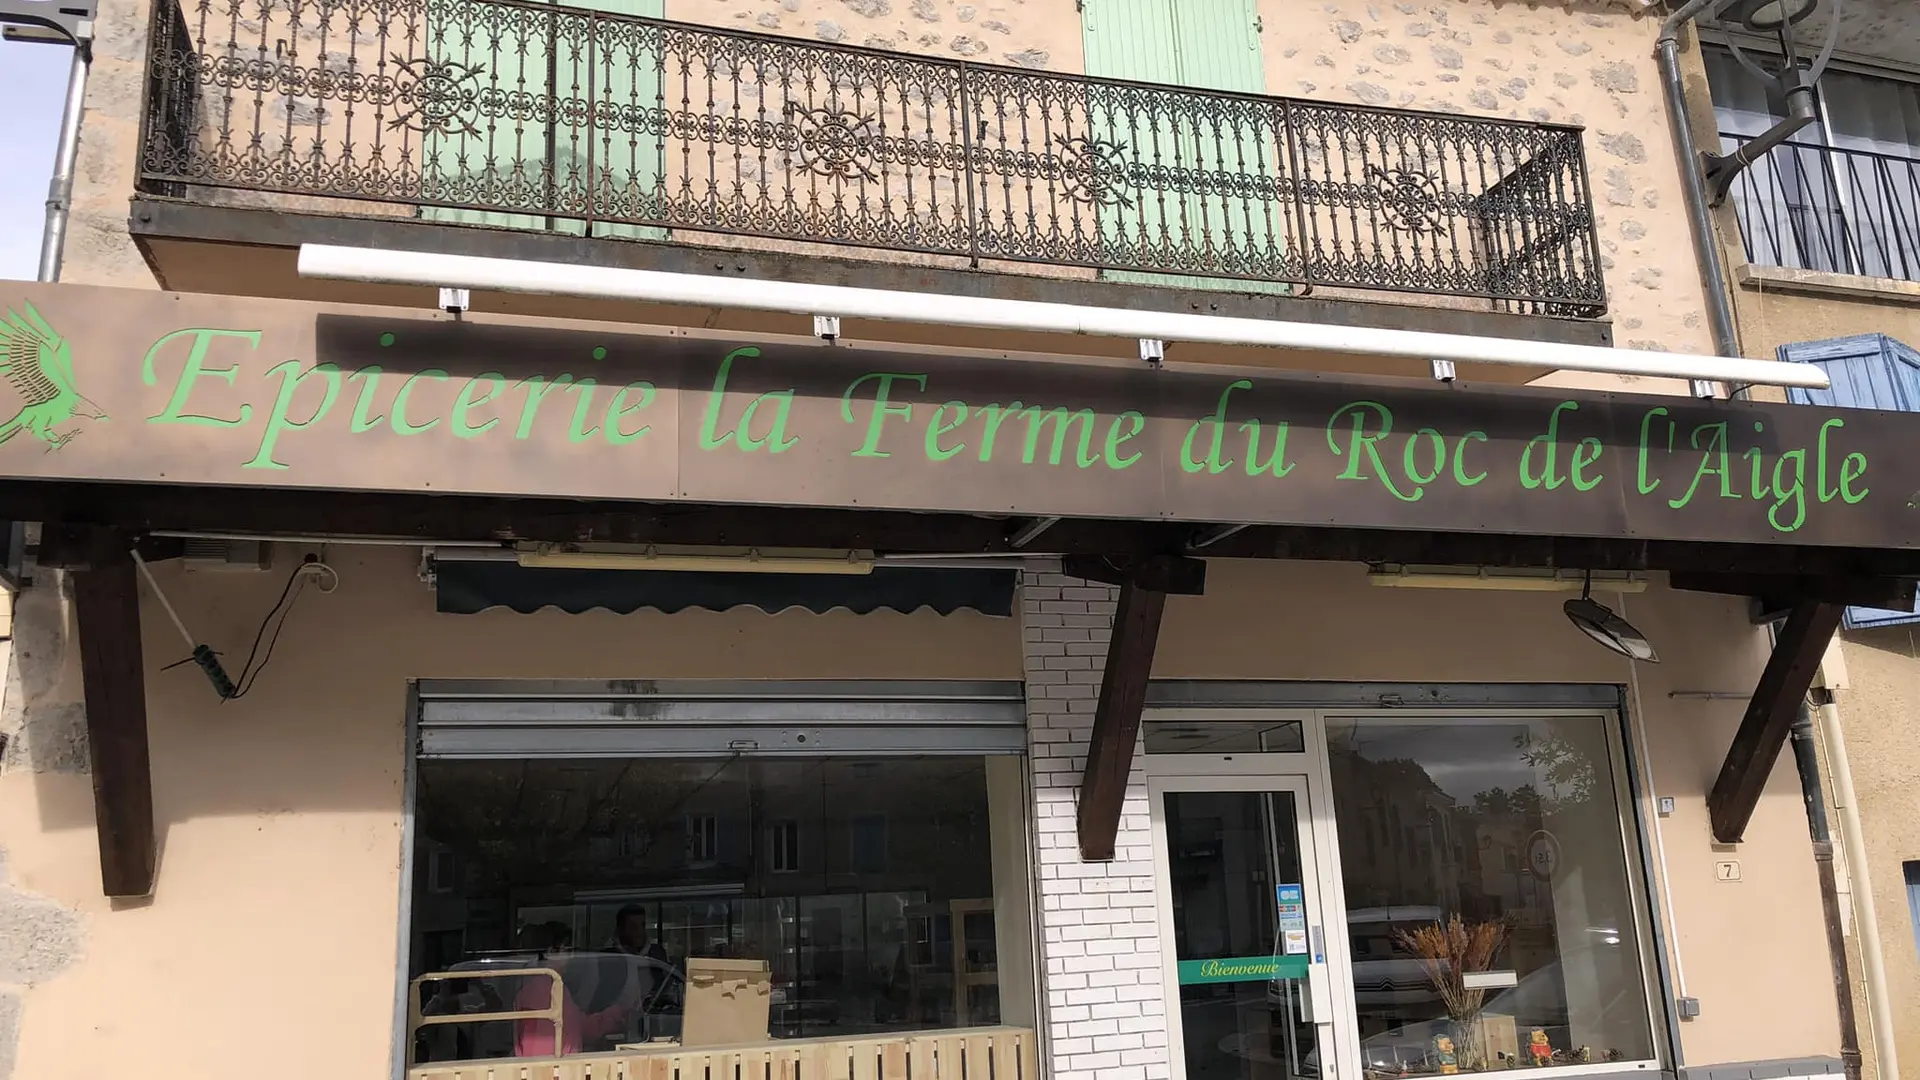 Epicerie la Ferme du Roc de l'Aigle
Bienvenue
7